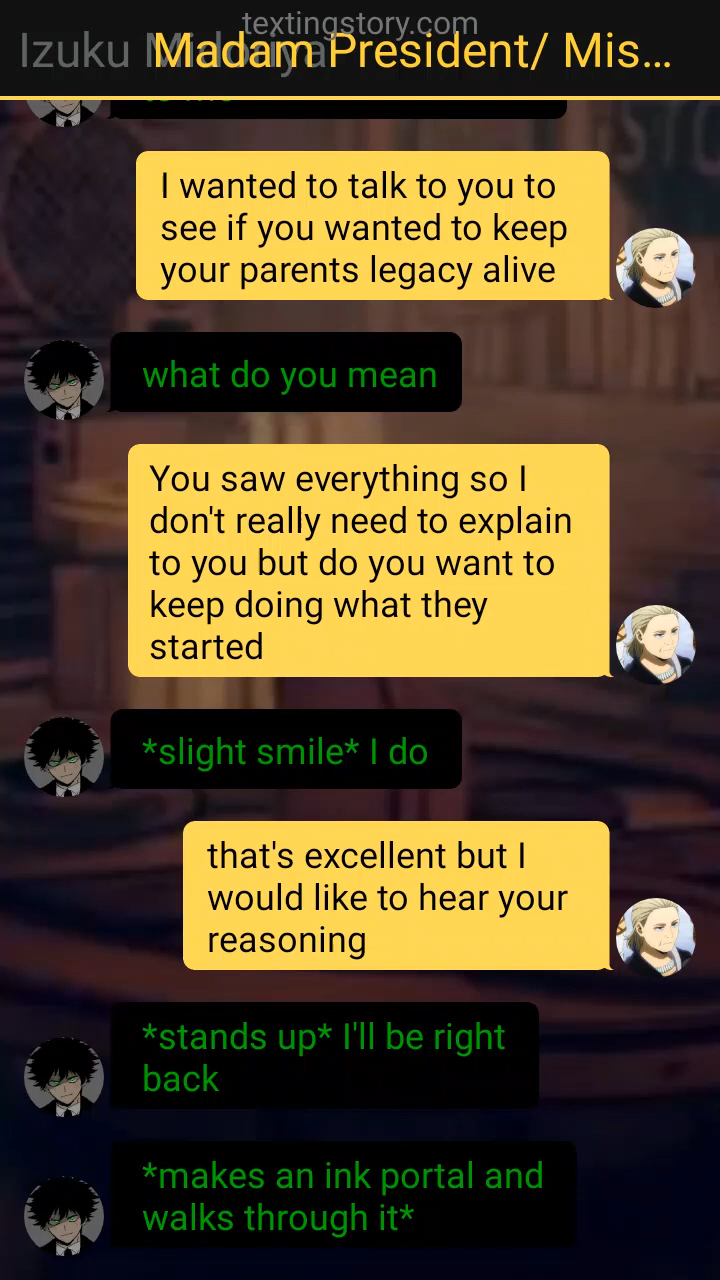 textingstory.com
Izuku Midoriya
Madam President/ Mis...
I wanted to talk to you to
see if you wanted to keep
your parents legacy alive
what do you mean
You saw everything so I
don't really need to explain
to you but do you want to
keep doing what they
started
*slight smile* I do
that's excellent but I
would like to hear your
reasoning
*stands up* I'll be right
back
*makes an ink portal and
walks through it*